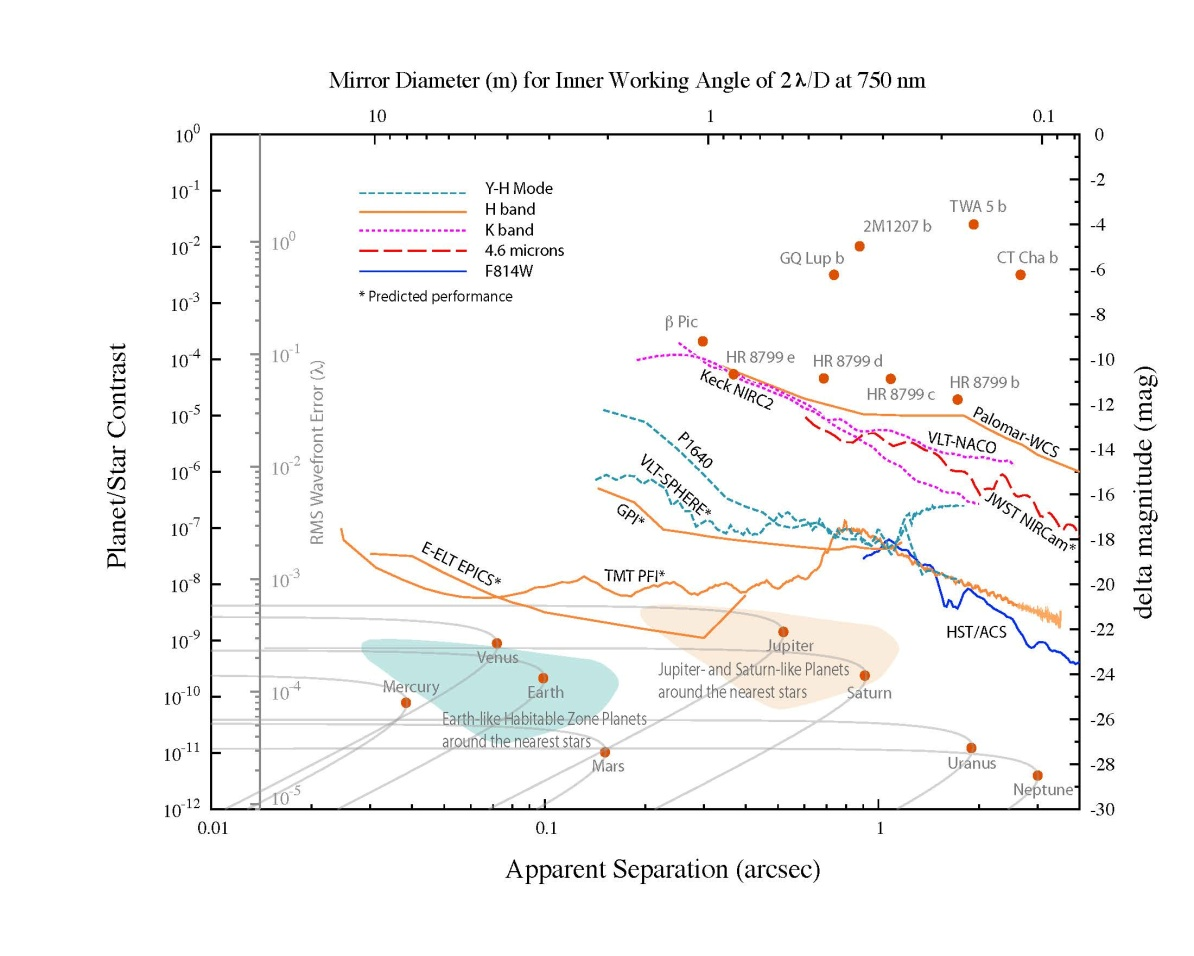 Mirror Diameter (m) for Inner Working Angle of 2 λ/D at 750 nm
10
1
0.1
10⁰
10⁻¹
10⁻²
10⁻³
10⁻⁴
10⁻⁵
10⁻⁶
10⁻⁷
10⁻⁸
10⁻⁹
10⁻¹⁰
10⁻¹¹
10⁻¹²
Planet/Star Contrast
10⁰
10⁻¹
10⁻²
10⁻³
10⁻⁴
10⁻⁵
RMS Wavefront Error (λ)
Y-H Mode
H band
K band
4.6 microns
F814W
* Predicted performance
TWA 5 b
2M1207 b
GQ Lup b
CT Cha b
β Pic
HR 8799 e
HR 8799 d
HR 8799 c
HR 8799 b
Keck NIRC2
Palomar-WCS
VLT-NACO
JWST NIRCam*
P1640
VLT-SPHERE*
GPI*
E-ELT EPICS*
TMT PFI*
HST/ACS
Venus
Jupiter
Mercury
Earth
Saturn
Jupiter- and Saturn-like Planets
around the nearest stars
Earth-like Habitable Zone Planets
around the nearest stars
Mars
Uranus
Neptune
0
-2
-4
-6
-8
-10
-12
-14
-16
-18
-20
-22
-24
-26
-28
-30
delta magnitude (mag)
0.01
0.1
1
Apparent Separation (arcsec)